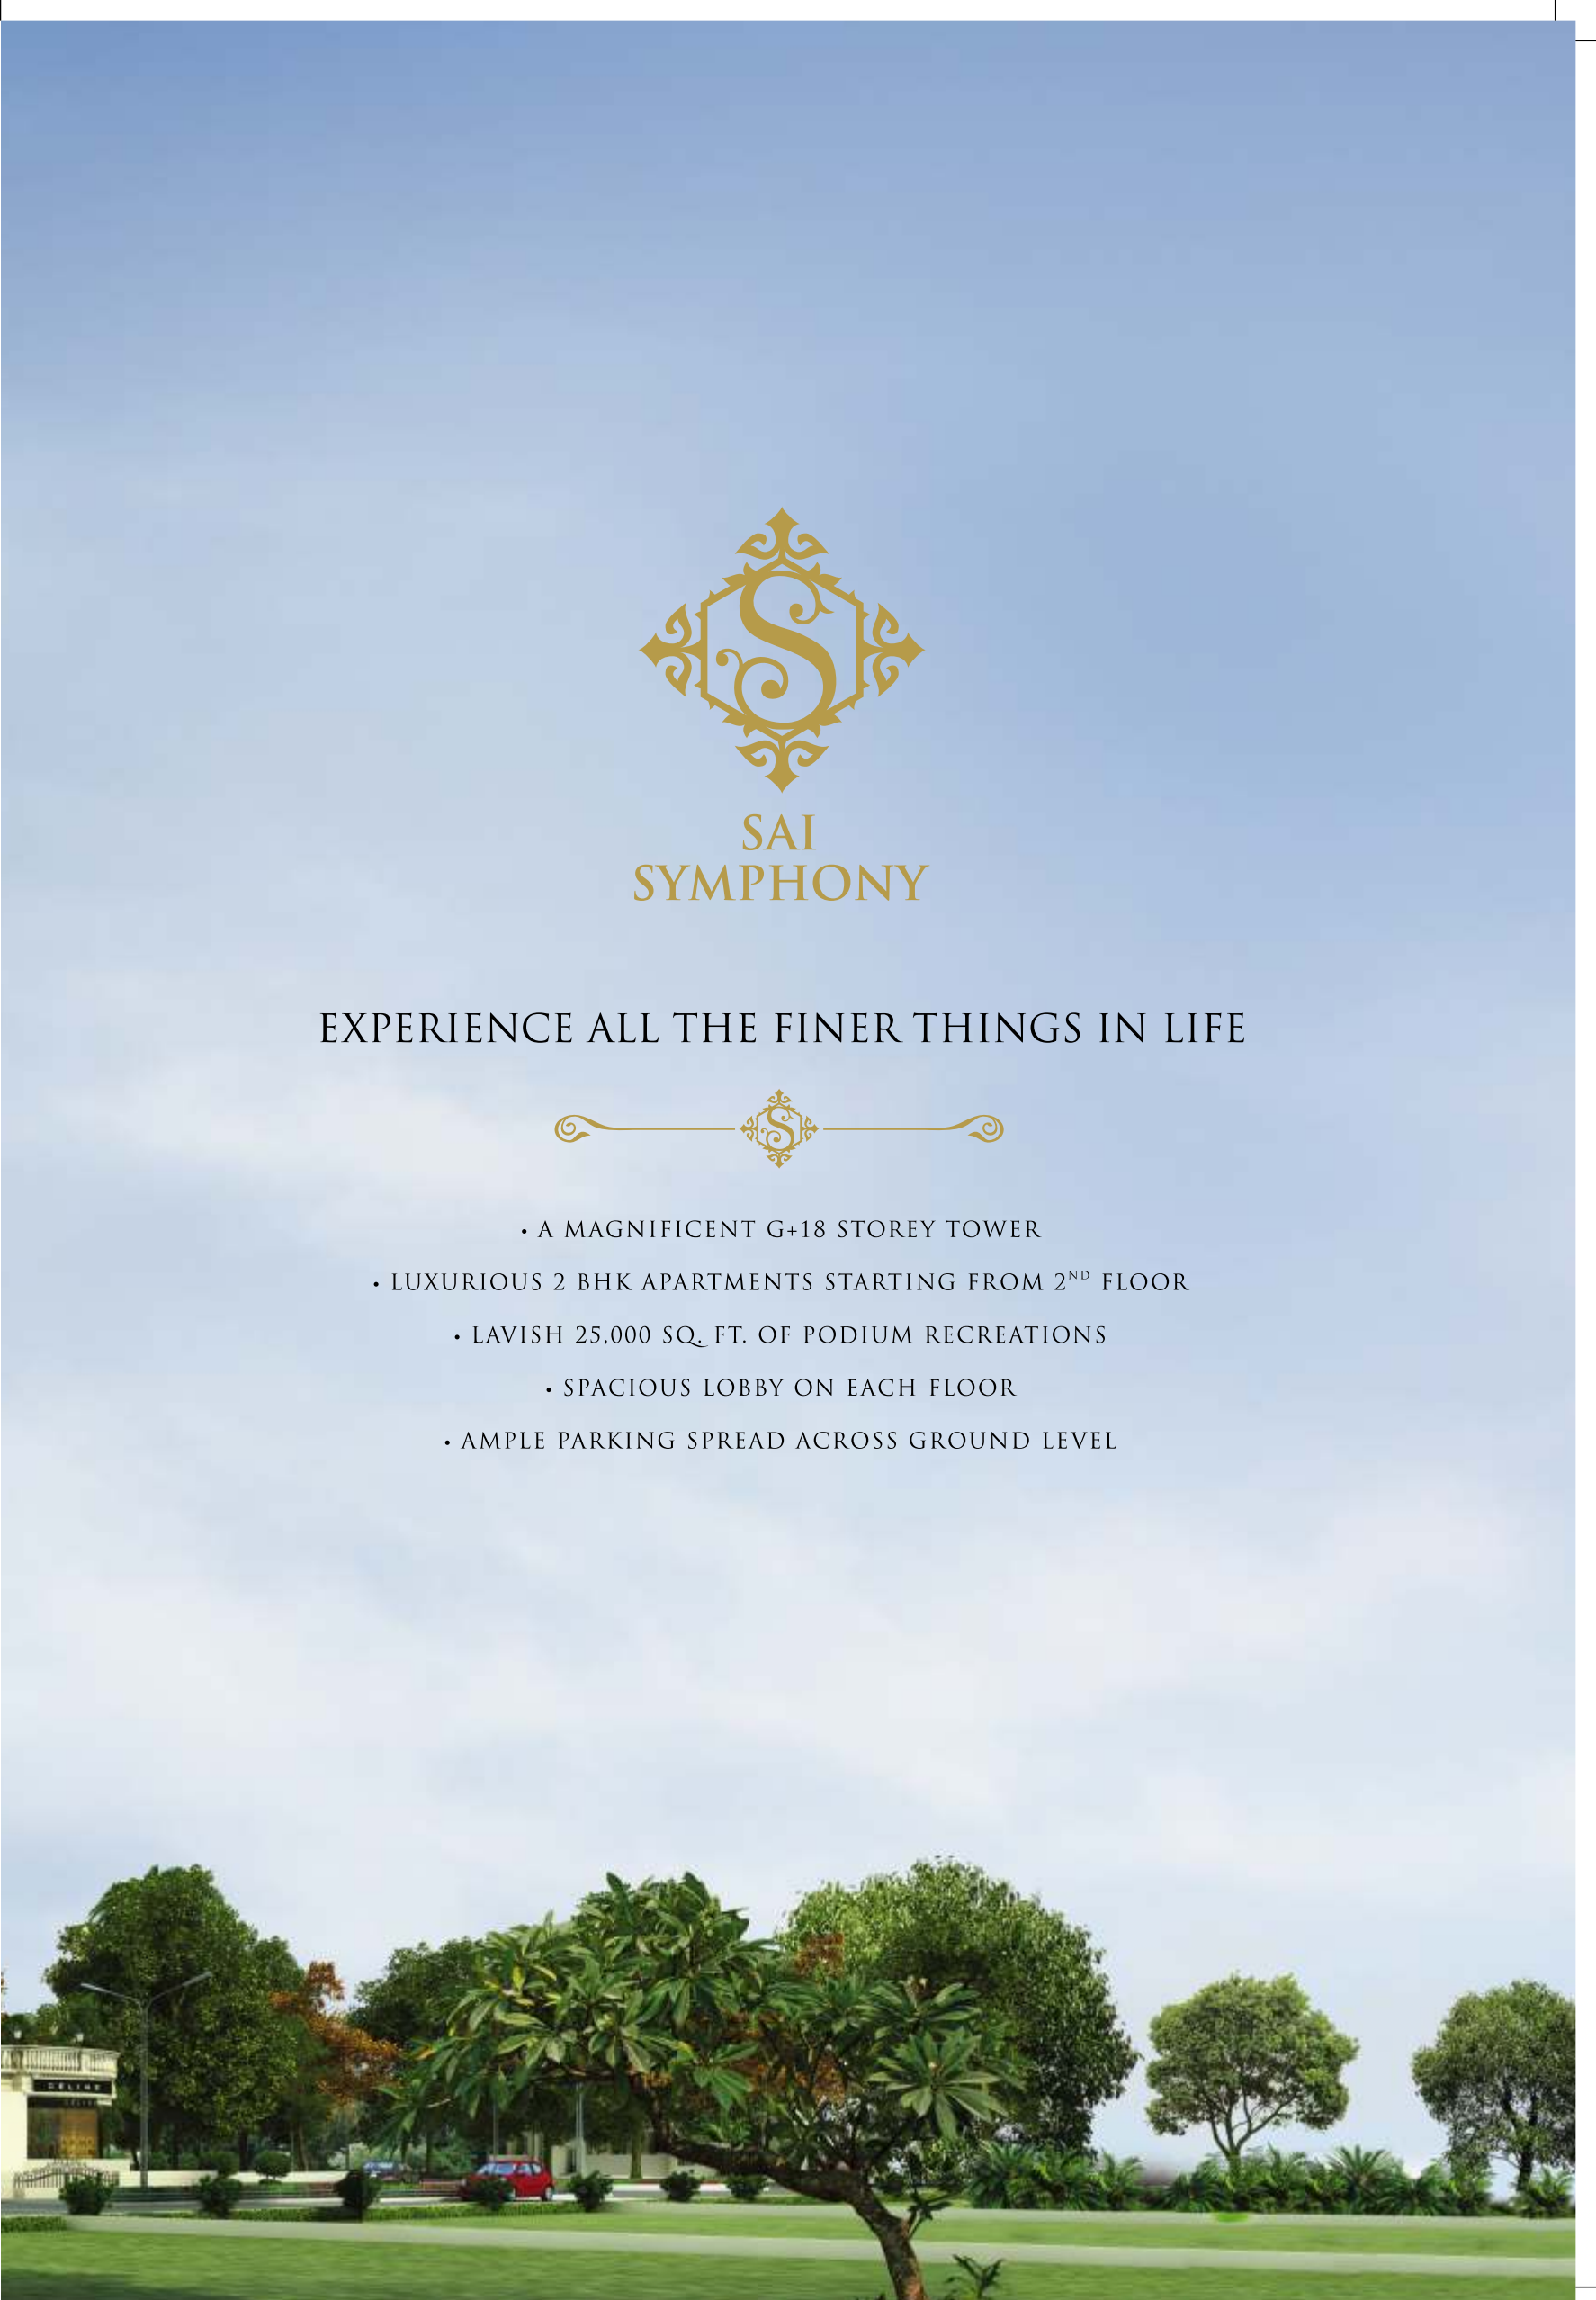 S
SAI
SYMPHONY
EXPERIENCE ALL THE FINER THINGS IN LIFE
S
• A MAGNIFICENT G+18 STOREY TOWER
• LUXURIOUS 2 BHK APARTMENTS STARTING FROM 2ND FLOOR
• LAVISH 25,000 SQ. FT. OF PODIUM RECREATIONS
• SPACIOUS LOBBY ON EACH FLOOR
• AMPLE PARKING SPREAD ACROSS GROUND LEVEL